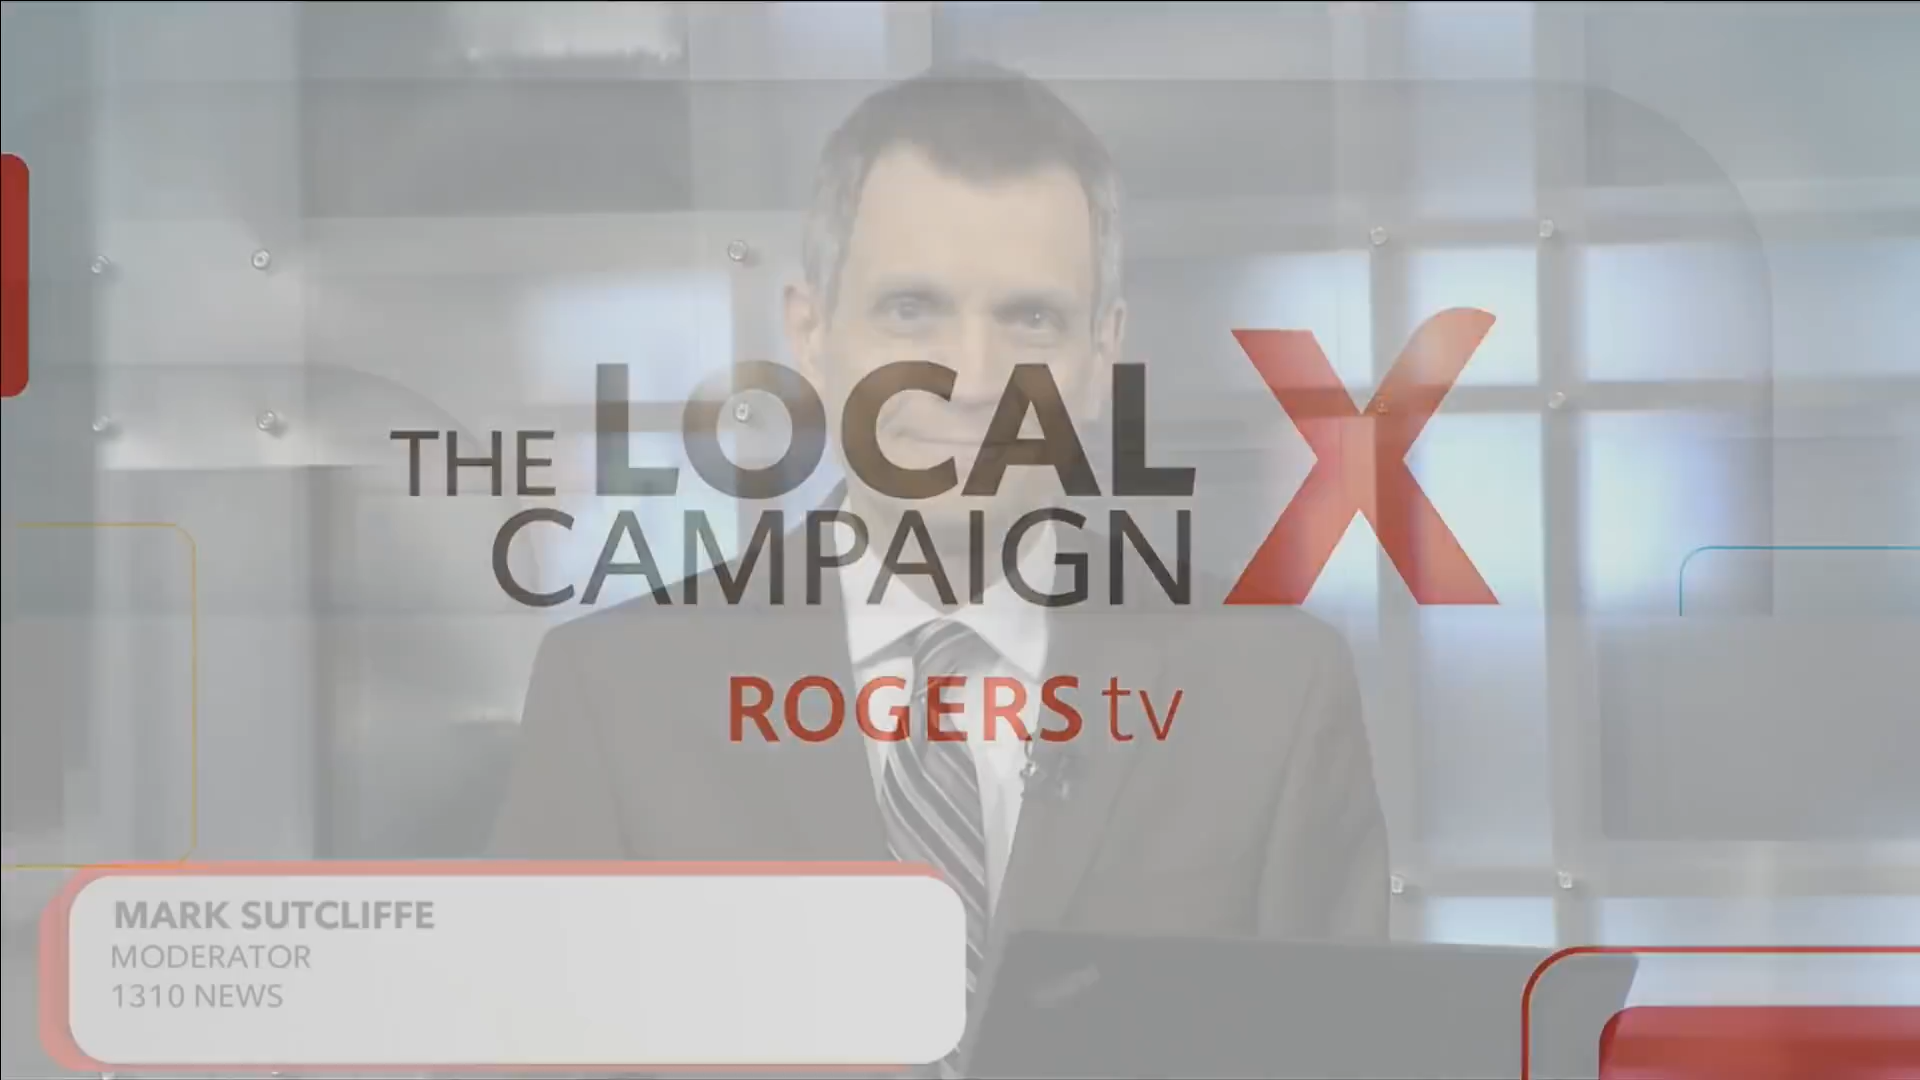 THE LOCAL
CAMPAIGN X
ROGERS tv
MARK SUTCLIFFE
MODERATOR
1310 NEWS